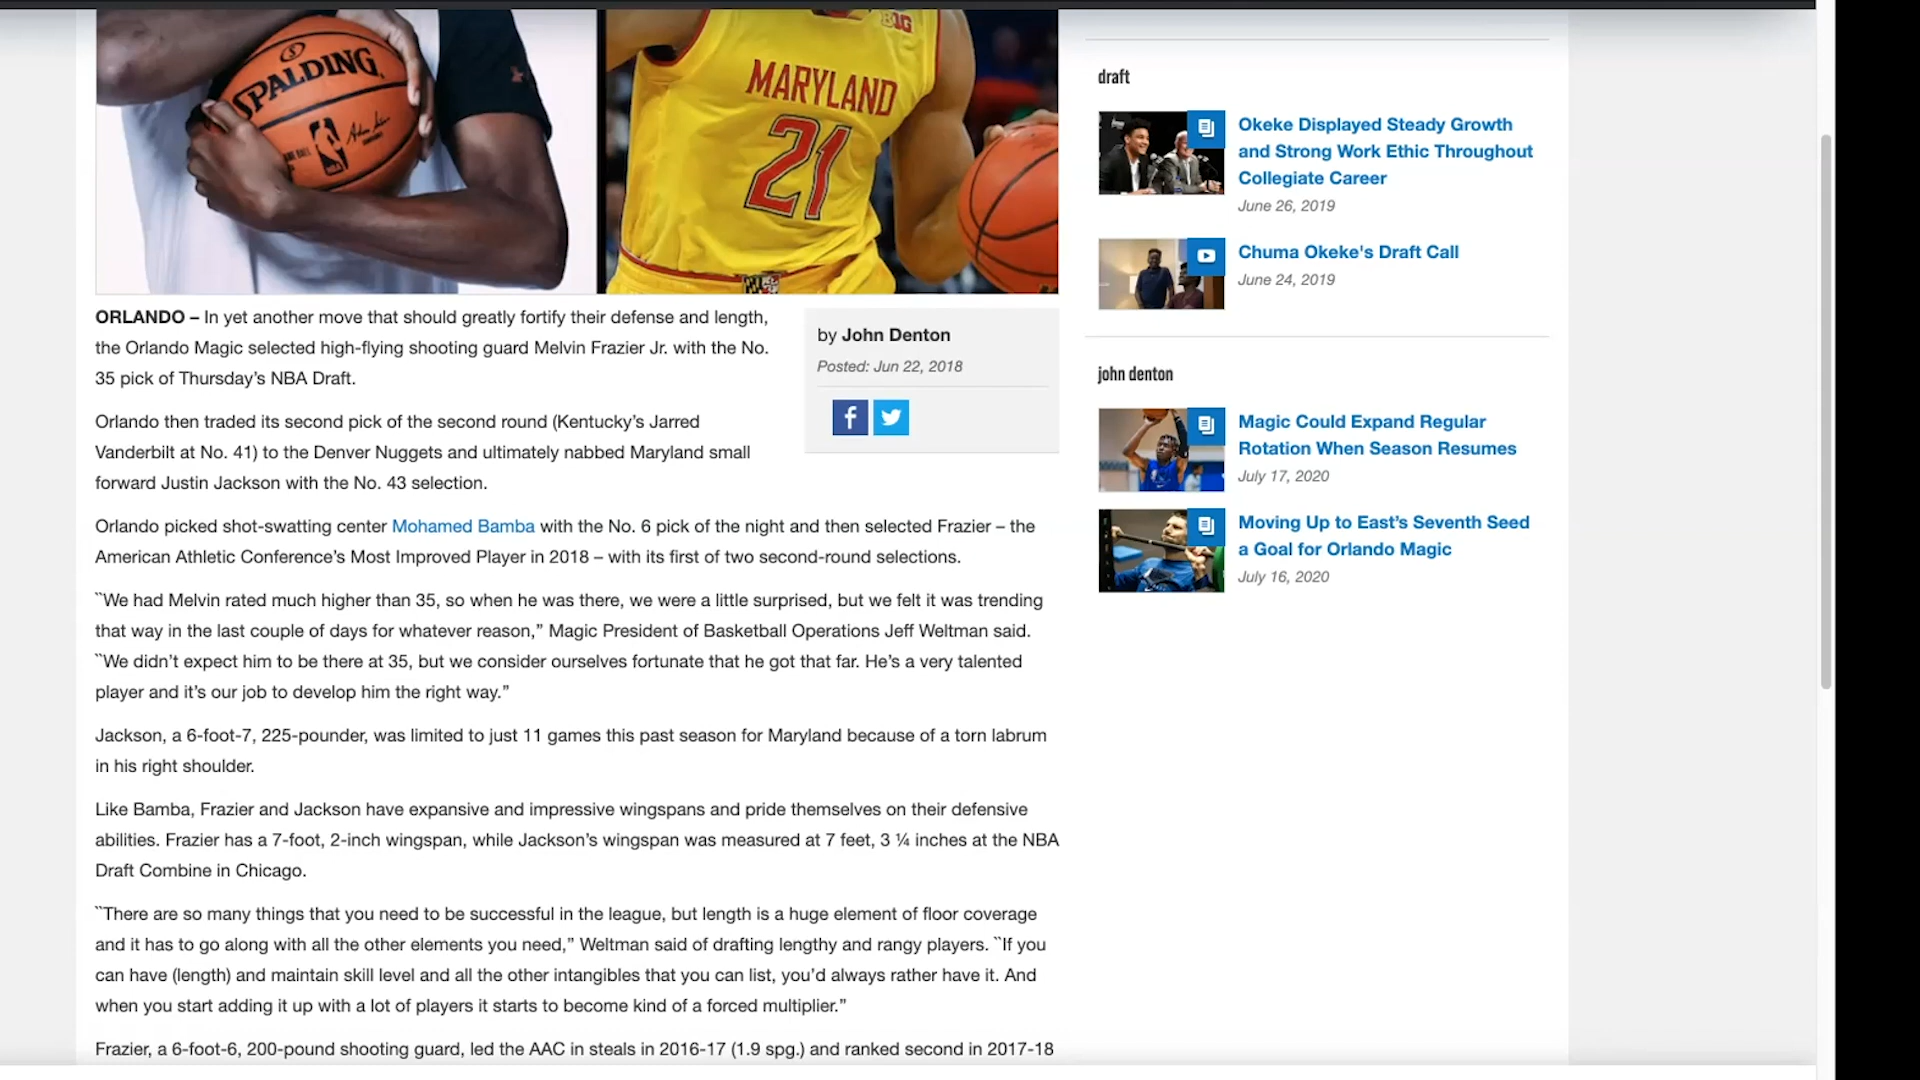 SPALDING
B1G
MARYLAND
21
ORLANDO – In yet another move that should greatly fortify their defense and length,
the Orlando Magic selected high-flying shooting guard Melvin Frazier Jr. with the No.
35 pick of Thursday’s NBA Draft.
by John Denton
Posted: Jun 22, 2018
Orlando then traded its second pick of the second round (Kentucky’s Jarred
Vanderbilt at No. 41) to the Denver Nuggets and ultimately nabbed Maryland small
forward Justin Jackson with the No. 43 selection.
Orlando picked shot-swatting center Mohamed Bamba with the No. 6 pick of the night and then selected Frazier – the
American Athletic Conference’s Most Improved Player in 2018 – with its first of two second-round selections.
``We had Melvin rated much higher than 35, so when he was there, we were a little surprised, but we felt it was trending
that way in the last couple of days for whatever reason,” Magic President of Basketball Operations Jeff Weltman said.
``We didn’t expect him to be there at 35, but we consider ourselves fortunate that he got that far. He’s a very talented
player and it’s our job to develop him the right way.”
Jackson, a 6-foot-7, 225-pounder, was limited to just 11 games this past season for Maryland because of a torn labrum
in his right shoulder.
Like Bamba, Frazier and Jackson have expansive and impressive wingspans and pride themselves on their defensive
abilities. Frazier has a 7-foot, 2-inch wingspan, while Jackson’s wingspan was measured at 7 feet, 3 ¼ inches at the NBA
Draft Combine in Chicago.
``There are so many things that you need to be successful in the league, but length is a huge element of floor coverage
and it has to go along with all the other elements you need,” Weltman said of drafting lengthy and rangy players. ``If you
can have (length) and maintain skill level and all the other intangibles that you can list, you’d always rather have it. And
when you start adding it up with a lot of players it starts to become kind of a forced multiplier.”
Frazier, a 6-foot-6, 200-pound shooting guard, led the AAC in steals in 2016-17 (1.9 spg.) and ranked second in 2017-18
draft
Okeke Displayed Steady Growth
and Strong Work Ethic Throughout
Collegiate Career
June 26, 2019
Chuma Okeke's Draft Call
June 24, 2019
john denton
Magic Could Expand Regular
Rotation When Season Resumes
July 17, 2020
Moving Up to East’s Seventh Seed
a Goal for Orlando Magic
July 16, 2020